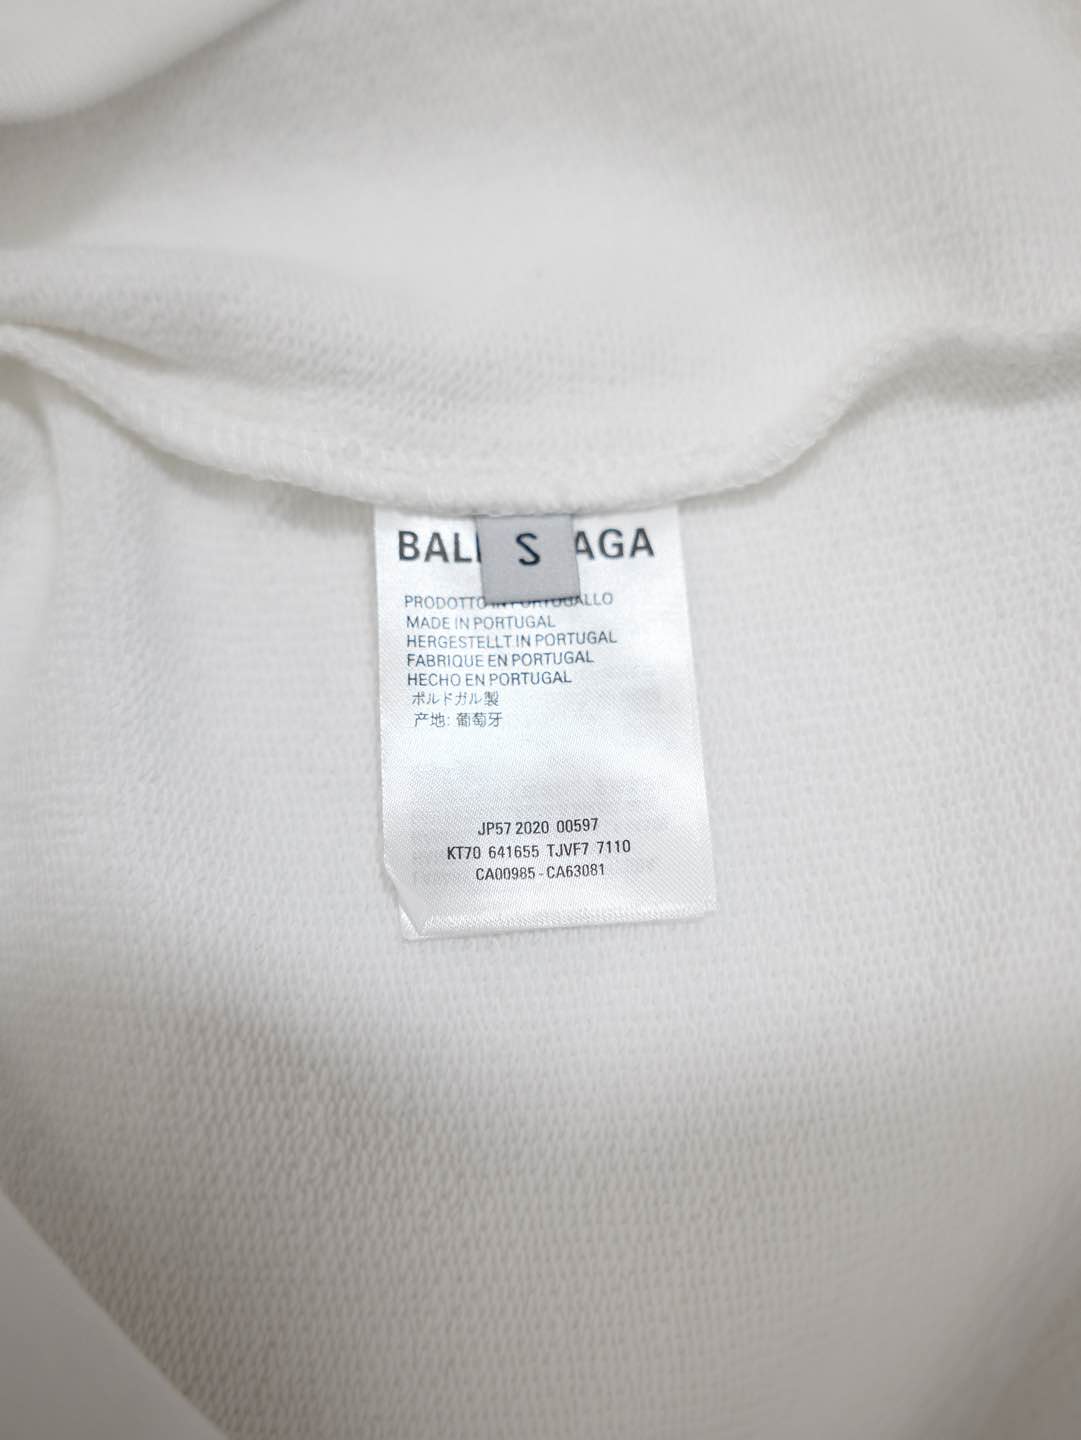 BAL AGA
S
PRODOTTO IN PORTOGALLO
MADE IN PORTUGAL
HERGESTELLT IN PORTUGAL
FABRIQUE EN PORTUGAL
HECHO EN PORTUGAL
ポルドガル製
产地: 葡萄牙
JP57 2020 00597
KT70 641655 TJVF7 7110
CA00985 - CA63081